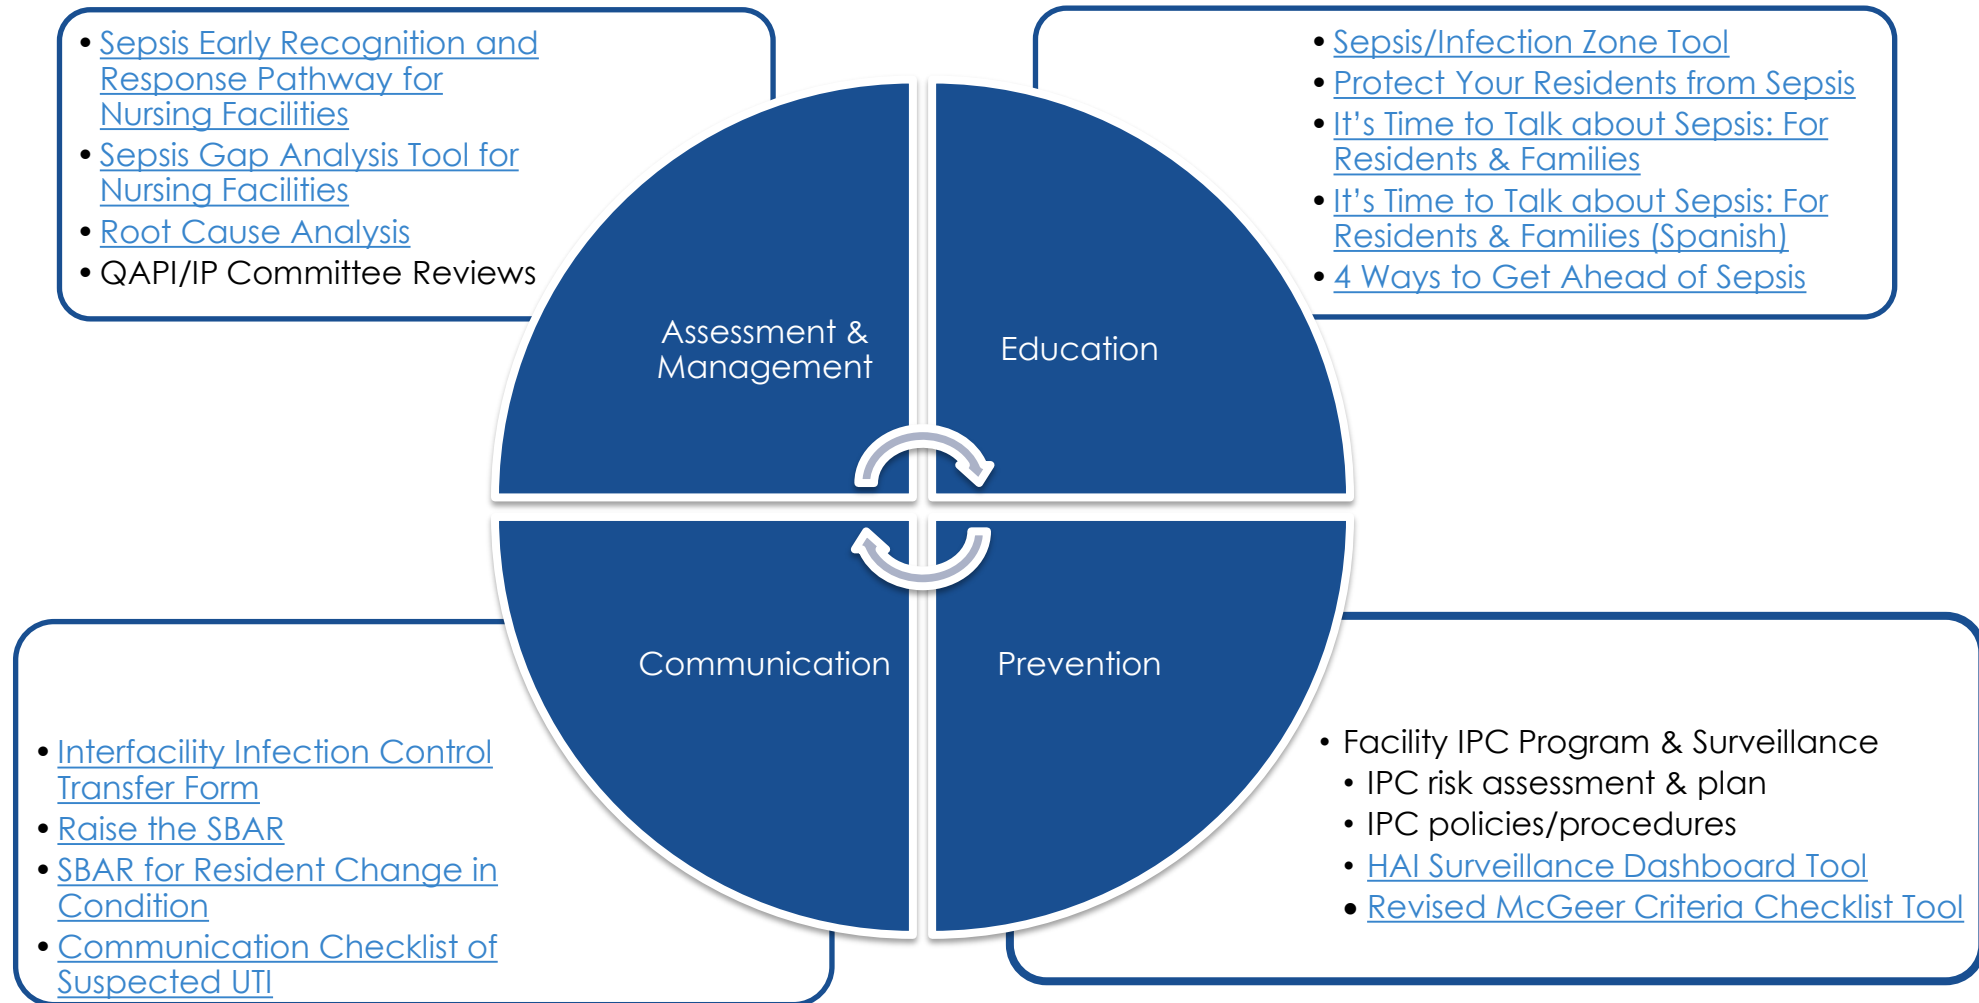 • Sepsis Early Recognition and
Response Pathway for
Nursing Facilities
• Sepsis Gap Analysis Tool for
Nursing Facilities
• Root Cause Analysis
• QAPI/IP Committee Reviews
• Sepsis/Infection Zone Tool
• Protect Your Residents from Sepsis
• It’s Time to Talk about Sepsis: For
Residents & Families
• It’s Time to Talk about Sepsis: For
Residents & Families (Spanish)
• 4 Ways to Get Ahead of Sepsis
Assessment &
Management
Education
Communication
Prevention
• Interfacility Infection Control
Transfer Form
• Raise the SBAR
• SBAR for Resident Change in
Condition
• Communication Checklist of
Suspected UTI
• Facility IPC Program & Surveillance
• IPC risk assessment & plan
• IPC policies/procedures
• HAI Surveillance Dashboard Tool
• Revised McGeer Criteria Checklist Tool